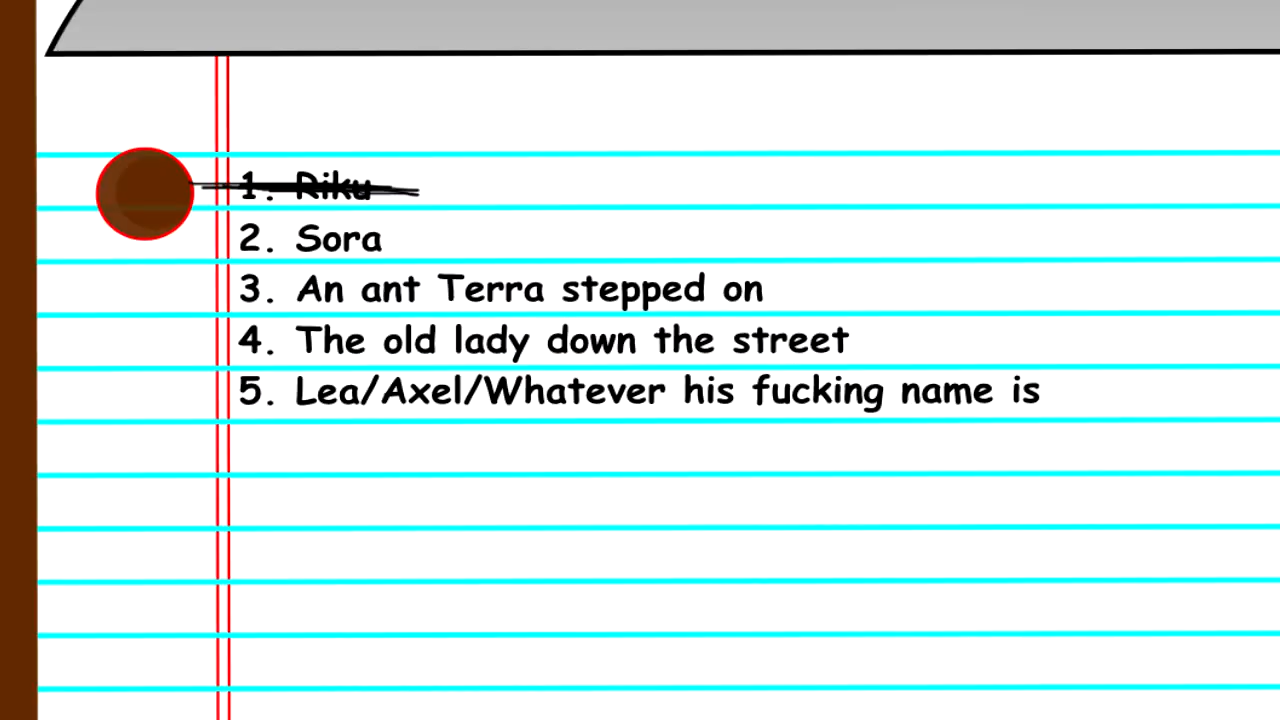 1. Riku
2. Sora
3. An ant Terra stepped on
4. The old lady down the street
5. Lea/Axel/Whatever his fucking name is